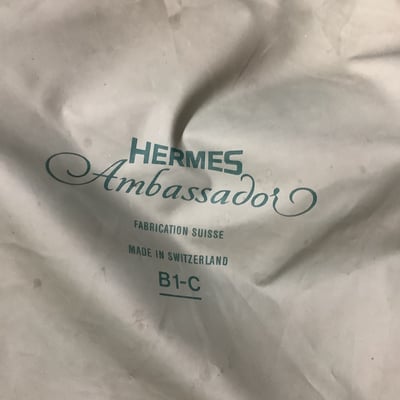 HERMES
Ambassador
FABRICATION SUISSE
MADE IN SWITZERLAND
B1-C